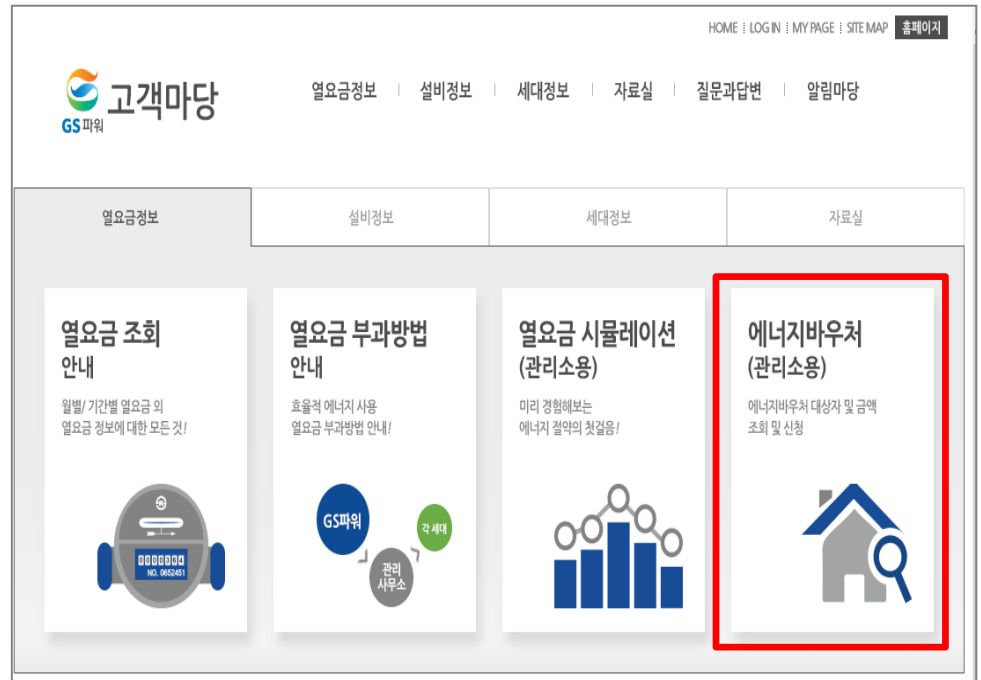 HOME LOG IN MY PAGE SITE MAP 홈페이지
GS파워 고객마당
열요금정보 설비정보 세대정보 자료실 질문과답변 알림마당
열요금정보 설비정보 세대정보 자료실
열요금 조회
안내
월별/ 기간별 열요금 외
열요금 정보에 대한 모든 것!
0000304
NO. 0652451
열요금 부과방법
안내
효율적 에너지 사용
열요금 부과방법 안내!
GS파워
각 세대
관리
사무소
열요금 시뮬레이션
(관리소용)
미리 경험해보는
에너지 절약의 첫걸음!
에너지바우처
(관리소용)
에너지바우처 대상자 및 금액
조회 및 신청